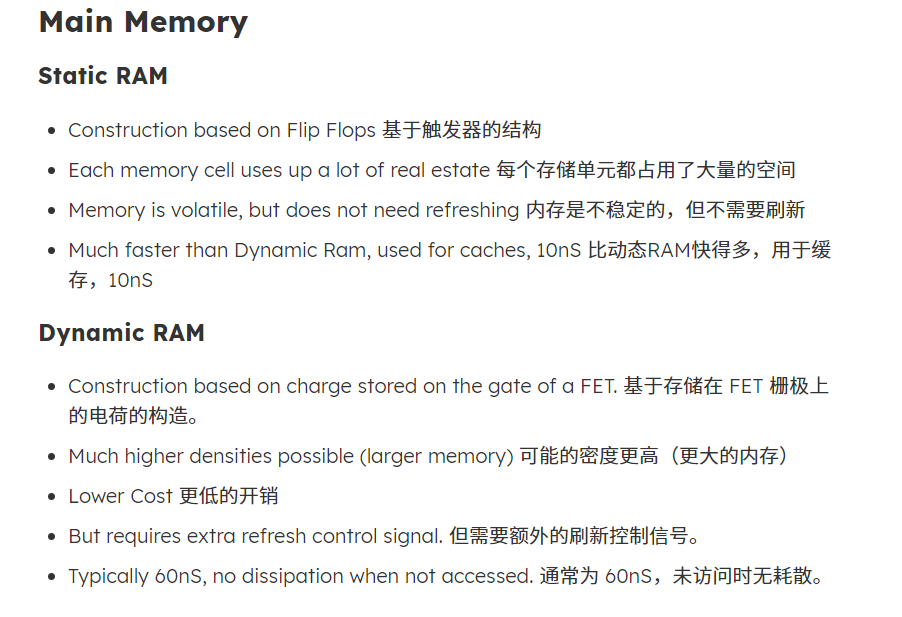 Main Memory
Static RAM
Construction based on Flip Flops 基于触发器的结构
Each memory cell uses up a lot of real estate 每个存储单元都占用了大量的空间
Memory is volatile, but does not need refreshing 内存是不稳定的，但不需要刷新
Much faster than Dynamic Ram, used for caches, 10nS 比动态RAM快得多，用于缓
存，10nS
Dynamic RAM
Construction based on charge stored on the gate of a FET. 基于存储在 FET 栅极上
的电荷的构造。
Much higher densities possible (larger memory) 可能的密度更高（更大的内存）
Lower Cost 更低的开销
But requires extra refresh control signal. 但需要额外的刷新控制信号。
Typically 60nS, no dissipation when not accessed. 通常为 60nS，未访问时无耗散。